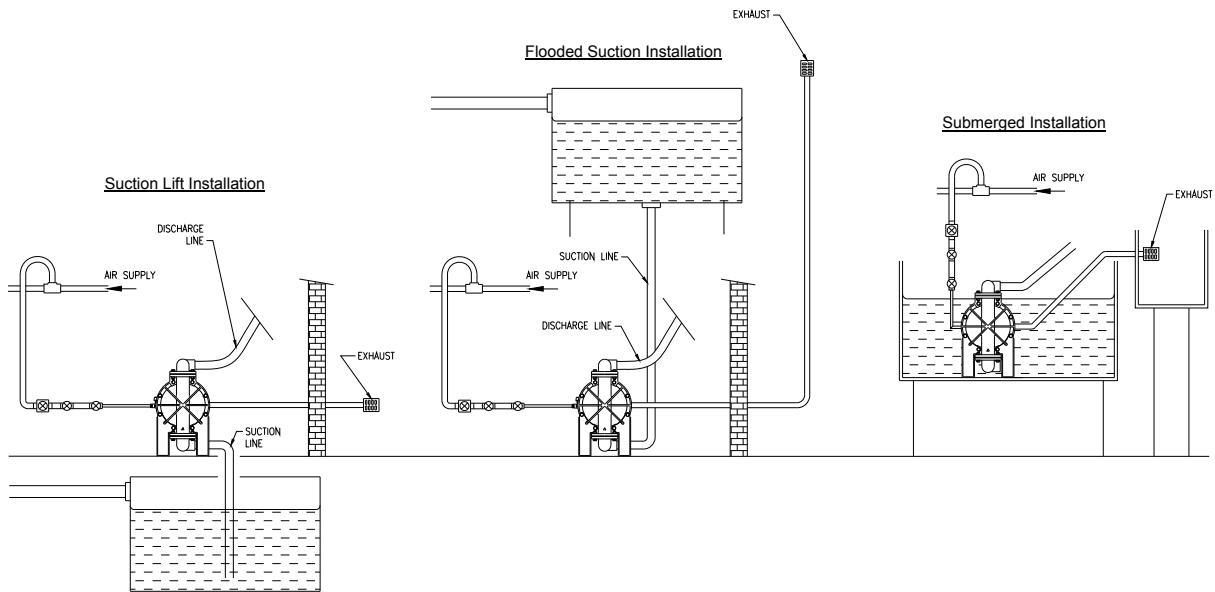 Suction Lift Installation
DISCHARGE
LINE
AIR SUPPLY
EXHAUST
SUCTION
LINE
Flooded Suction Installation
EXHAUST
SUCTION LINE
AIR SUPPLY
DISCHARGE LINE
Submerged Installation
AIR SUPPLY
EXHAUST